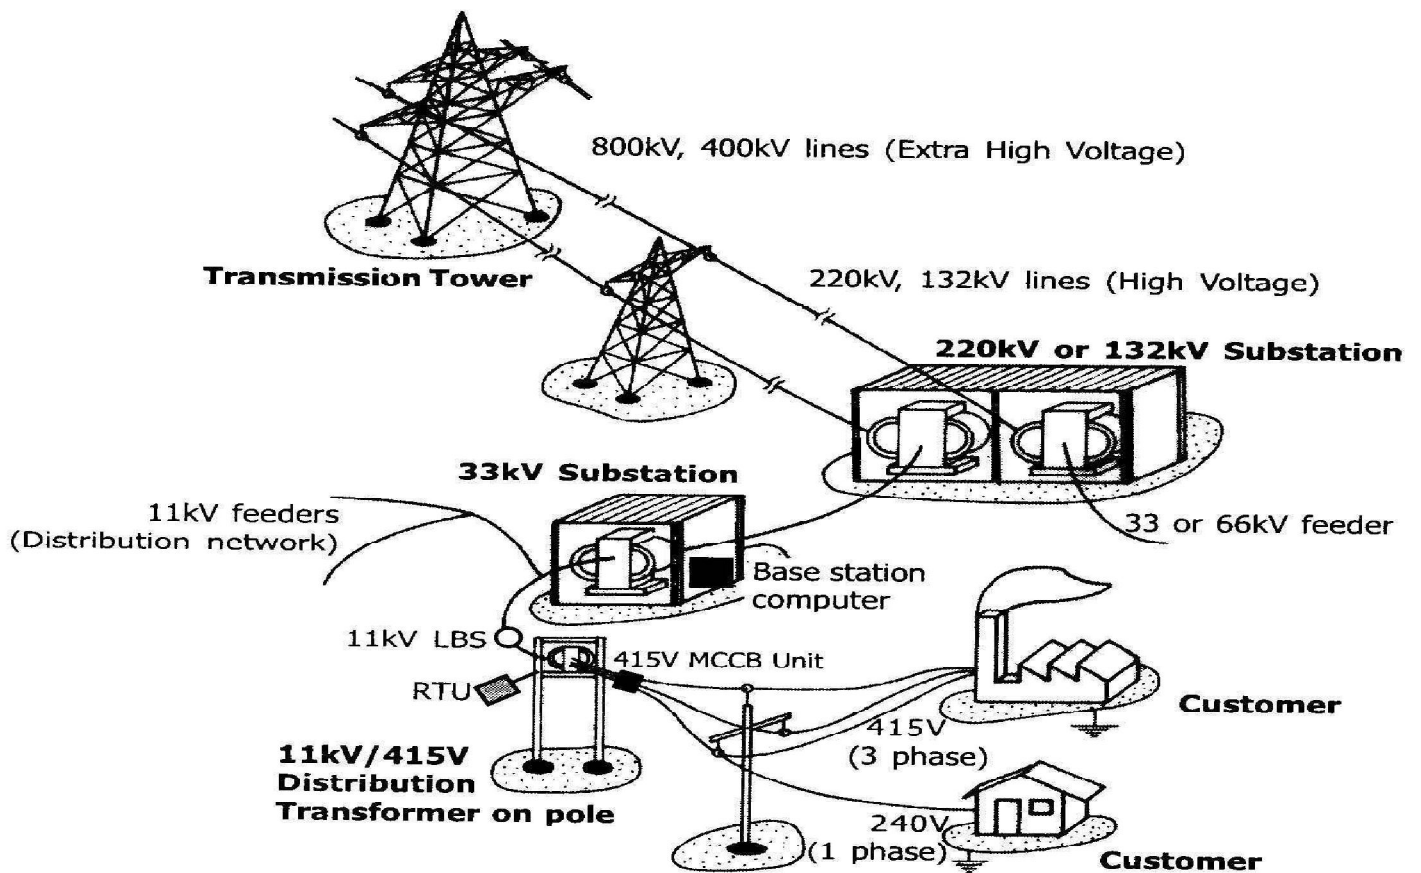 800kV, 400kV lines (Extra High Voltage)
Transmission Tower
220kV, 132kV lines (High Voltage)
220kV or 132kV Substation
33kV Substation
11kV feeders
(Distribution network)
33 or 66kV feeder
Base station
computer
11kV LBS
415V MCCB Unit
RTU
Customer
415V
(3 phase)
11kV/415V
Distribution
Transformer on pole
240V
(1 phase)
Customer